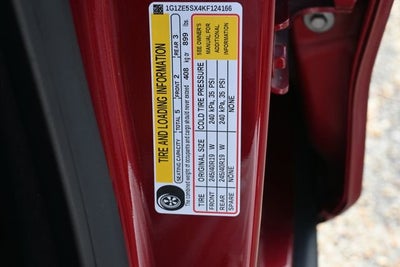 1G1ZE5SX4KF124166
TIRE AND LOADING INFORMATION
SEATING CAPACITY TOTAL 5 FRONT 2 REAR 3
The combined weight of occupants and cargo should never exceed 408 kg or 899 lbs.
TIRE ORIGINAL SIZE COLD TIRE PRESSURE
FRONT 245/40R19 W 240 kPa, 35 PSI
REAR 245/40R19 W 240 kPa, 35 PSI
SPARE NONE NONE
SEE OWNER'S
MANUAL FOR
ADDITIONAL
INFORMATION